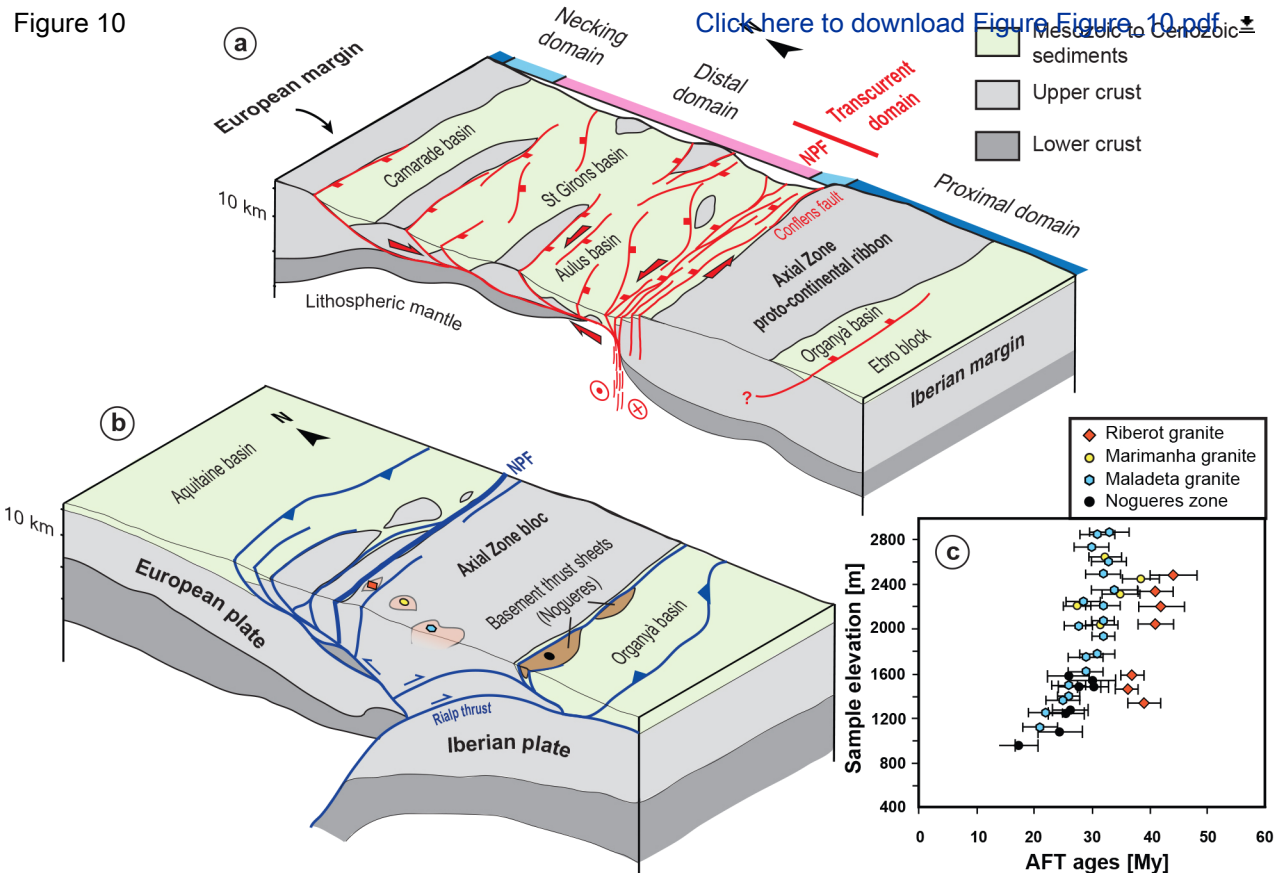 Figure 10
Click here to download Figure Figure_10.pdf
a
European margin
Necking
domain
Distal
domain
N
Transcurrent
domain
NPF
Proximal domain
Mesozoic to Cenozoic
sediments
Upper crust
Lower crust
10 km
Camarade basin
St Girons basin
Aulus basin
Conflens fault
Axial Zone
proto-continental ribbon
Organyà basin
Ebro block
Iberian margin
Lithospheric mantle
?
b
N
Aquitaine basin
NPF
10 km
European plate
Axial Zone bloc
Basement thrust sheets
(Nogueres)
Organyà basin
Rialp thrust
Iberian plate
Riberot granite
Marimanha granite
Maladeta granite
Nogueres zone
c
Sample elevation [m]
2800
2400
2000
1600
1200
800
400
0 10 20 30 40 50 60
AFT ages [My]